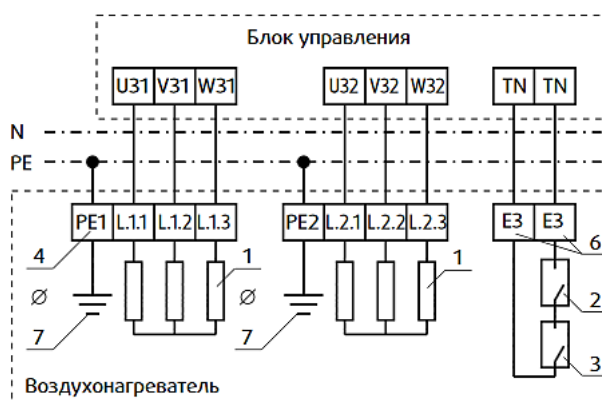 Блок управления
U31 V31 W31 U32 V32 W32 TN TN
N
PE
PE1 L.1.1 L.1.2 L.1.3 PE2 L.2.1 L.2.2 L.2.3 E3 E3
4 1 1 6
Ø Ø 2
7 7 3
Воздухонагреватель